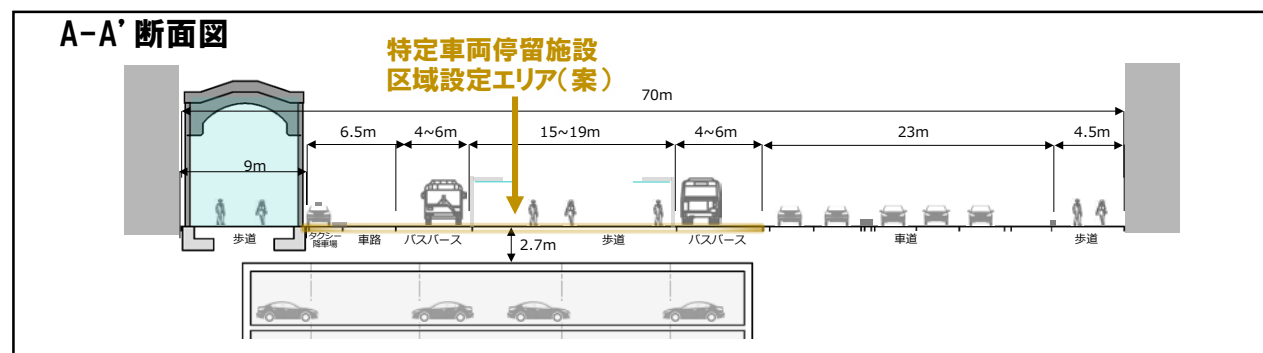 A-A’断面図
特定車両停留施設
区域設定エリア(案)
70m
6.5m
4~6m
15~19m
4~6m
23m
4.5m
9m
歩道
タクシー
降車場
車路
バスバース
2.7m
歩道
バスバース
車道
歩道